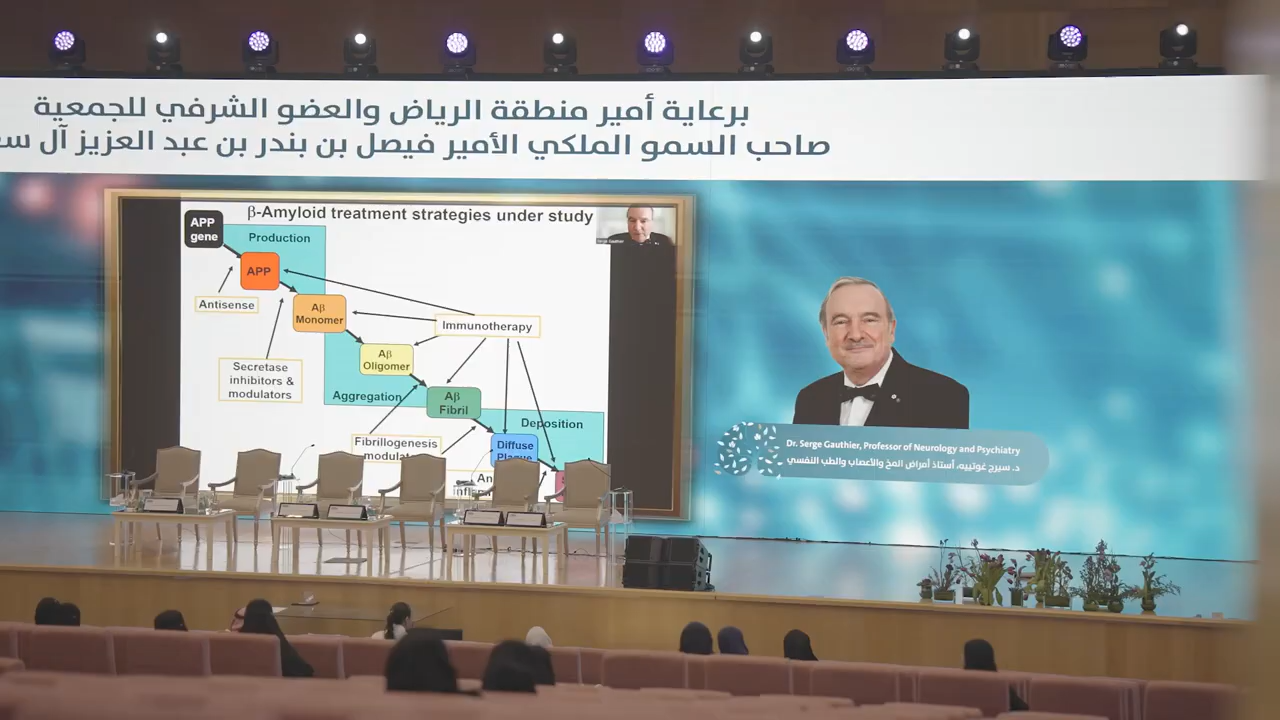 برعاية أمير منطقة الرياض والعضو الشرفي للجمعية
صاحب السمو الملكي الأمير فيصل بن بندر بن عبد العزيز آل
β-Amyloid treatment strategies under study
APP
gene
Production
Serge Gauthier
APP
Antisense
Aβ
Monomer
Immunotherapy
Aβ
Oligomer
Secretase
inhibitors &
modulators
Aggregation
Aβ
Fibril
Deposition
Fibrillogenesis
Diffuse
Dr. Serge Gauthier, Professor of Neurology and Psychiatry
د. سيرج غوتييه، أستاذ أمراض المخ والأعصاب والطب النفسي